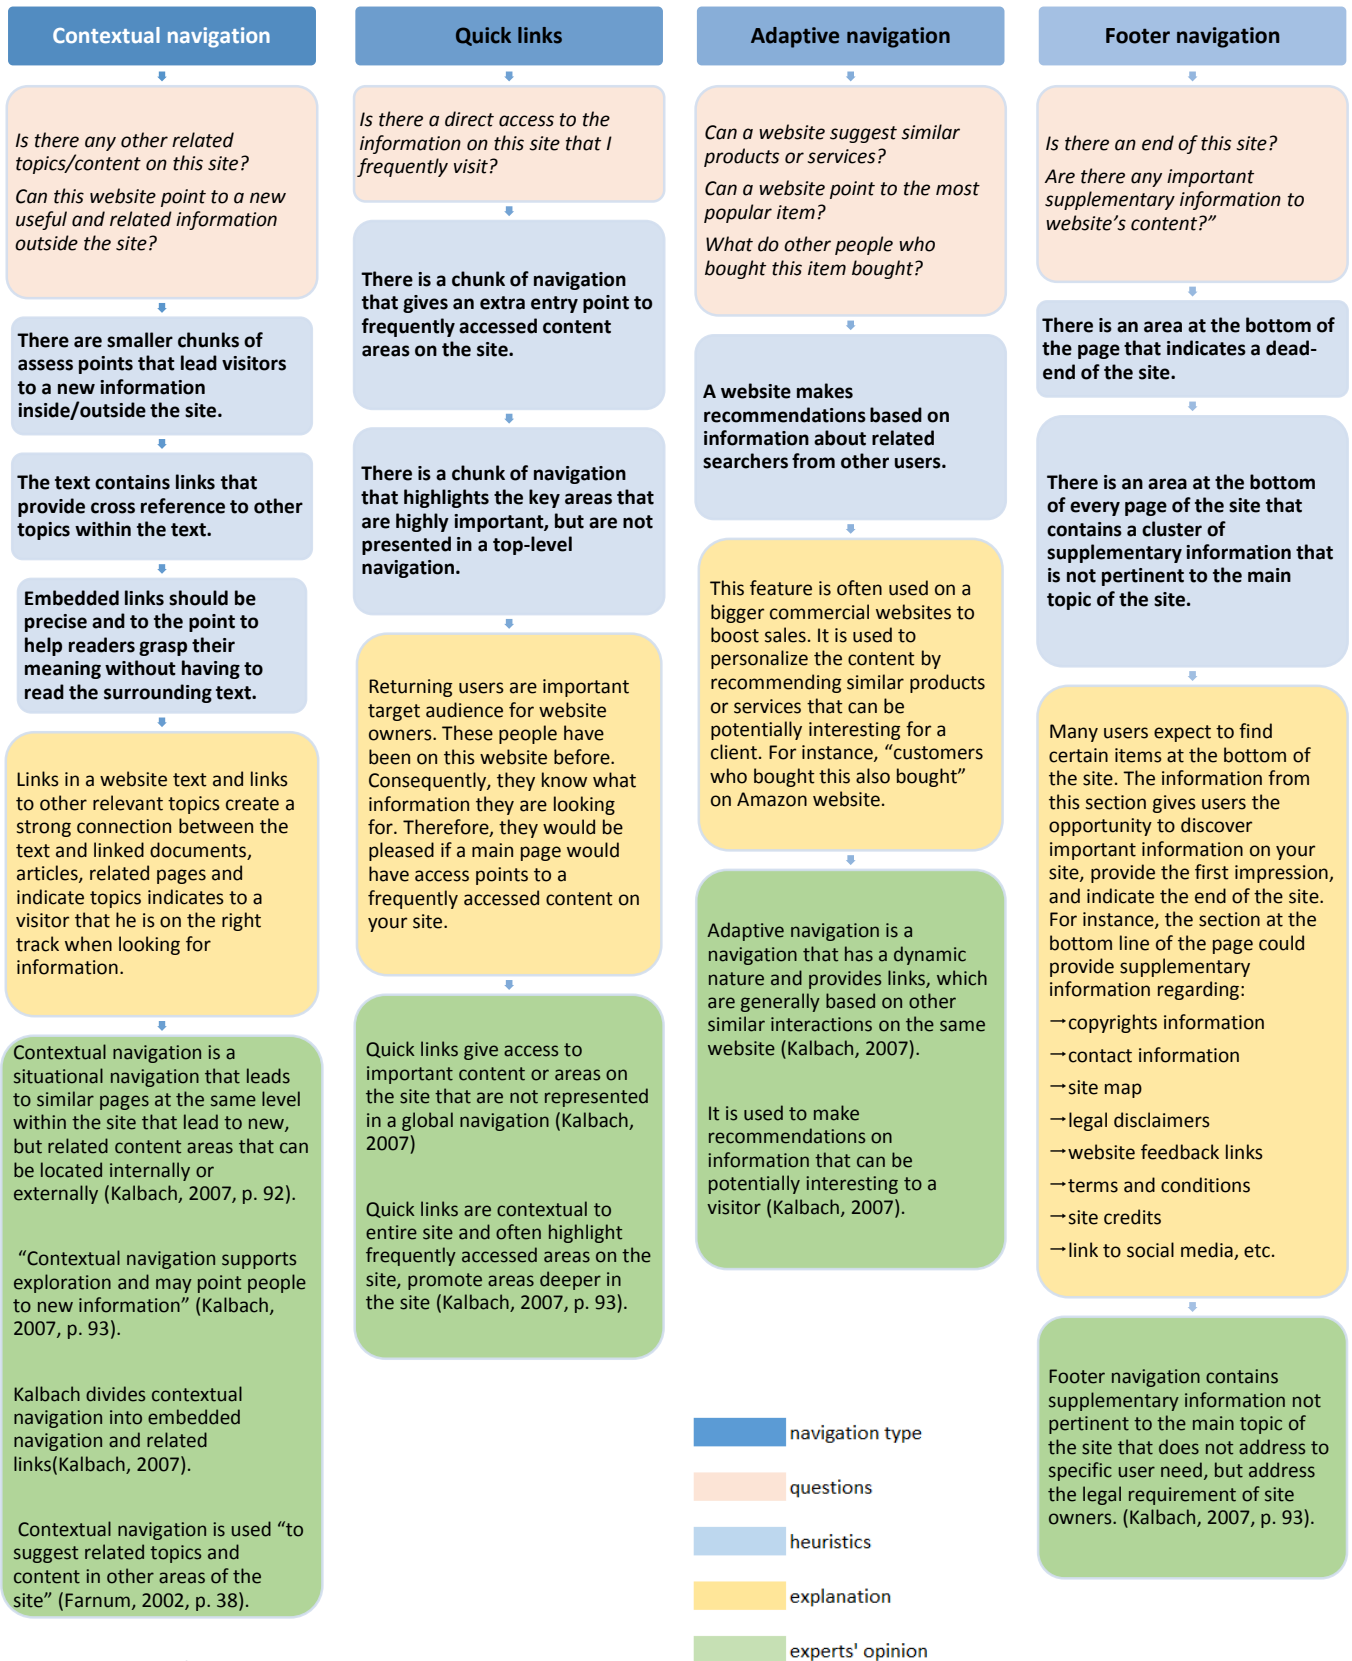 Contextual navigation
Is there any other related
topics/content on this site?
Can this website point to a new
useful and related information
outside the site?
There are smaller chunks of
assess points that lead visitors
to a new information
inside/outside the site.
The text contains links that
provide cross reference to other
topics within the text.
Embedded links should be
precise and to the point to
help readers grasp their
meaning without having to
read the surrounding text.
Links in a website text and links
to other relevant topics create a
strong connection between the
text and linked documents,
articles, related pages and
indicate topics indicates to a
visitor that he is on the right
track when looking for
information.
Contextual navigation is a
situational navigation that leads
to similar pages at the same level
within the site that lead to new,
but related content areas that can
be located internally or
externally (Kalbach, 2007, p. 92).
“Contextual navigation supports
exploration and may point people
to new information” (Kalbach,
2007, p. 93).
Kalbach divides contextual
navigation into embedded
navigation and related
links(Kalbach, 2007).
Contextual navigation is used “to
suggest related topics and
content in other areas of the
site” (Farnum, 2002, p. 38).
Quick links
Is there a direct access to the
information on this site that I
frequently visit?
There is a chunk of navigation
that gives an extra entry point to
frequently accessed content
areas on the site.
There is a chunk of navigation
that highlights the key areas that
are highly important, but are not
presented in a top-level
navigation.
Returning users are important
target audience for website
owners. These people have
been on this website before.
Consequently, they know what
information they are looking
for. Therefore, they would be
pleased if a main page would
have access points to a
frequently accessed content on
your site.
Quick links give access to
important content or areas on
the site that are not represented
in a global navigation (Kalbach,
2007)
Quick links are contextual to
entire site and often highlight
frequently accessed areas on the
site, promote areas deeper in
the site (Kalbach, 2007, p. 93).
Adaptive navigation
Can a website suggest similar
products or services?
Can a website point to the most
popular item?
What do other people who
bought this item bought?
A website makes
recommendations based on
information about related
searchers from other users.
This feature is often used on a
bigger commercial websites to
boost sales. It is used to
personalize the content by
recommending similar products
or services that can be
potentially interesting for a
client. For instance, “customers
who bought this also bought”
on Amazon website.
Adaptive navigation is a
navigation that has a dynamic
nature and provides links, which
are generally based on other
similar interactions on the same
website (Kalbach, 2007).
It is used to make
recommendations on
information that can be
potentially interesting to a
visitor (Kalbach, 2007).
Footer navigation
Is there an end of this site?
Are there any important
supplementary information to
website’s content?”
There is an area at the bottom of
the page that indicates a dead-
end of the site.
There is an area at the bottom
of every page of the site that
contains a cluster of
supplementary information that
is not pertinent to the main
topic of the site.
Many users expect to find
certain items at the bottom of
the site. The information from
this section gives users the
opportunity to discover
important information on your
site, provide the first impression,
and indicate the end of the site.
For instance, the section at the
bottom line of the page could
provide supplementary
information regarding:
→copyrights information
→contact information
→site map
→legal disclaimers
→website feedback links
→terms and conditions
→site credits
→link to social media, etc.
Footer navigation contains
supplementary information not
pertinent to the main topic of
the site that does not address to
specific user need, but address
the legal requirement of site
owners. (Kalbach, 2007, p. 93).
navigation type
questions
heuristics
explanation
experts' opinion